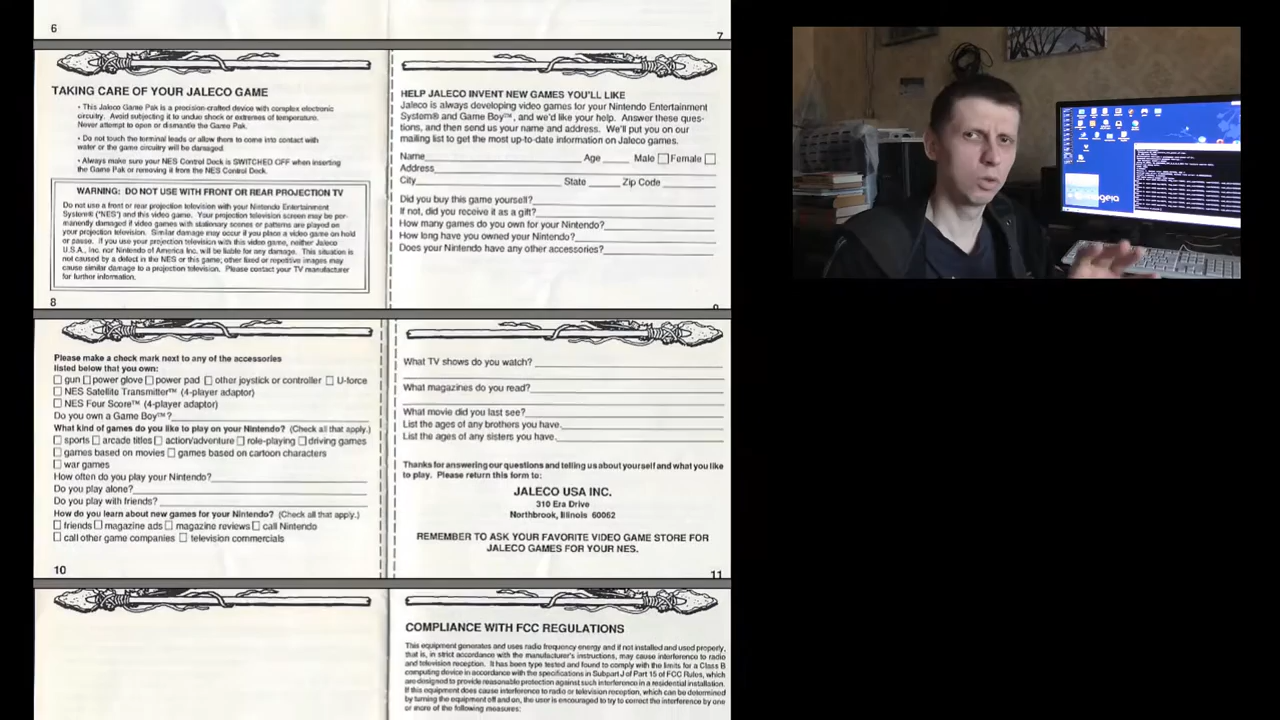 6
7
TAKING CARE OF YOUR JALECO GAME
• This Jaleco Game Pak is a precision-crafted device with complex electronic
circuitry. Avoid subjecting it to undue shock or extremes of temperature.
Never attempt to open or dismantle the Game Pak.
• Do not touch the terminal leads or allow them to come into contact with
water or the game circuitry will be damaged.
• Always make sure your NES Control Deck is SWITCHED OFF when inserting
the Game Pak or removing it from the NES Control Deck.
WARNING: DO NOT USE WITH FRONT OR REAR PROJECTION TV
Do not use a front or rear projection television with your Nintendo Entertainment
System® ("NES") and this video game. Your projection television screen may be per-
manently damaged if video games with stationary scenes or patterns are played on
your projection television. Similar damage may occur if you place a video game on hold
or pause. If you use your projection television with this video game, neither Jaleco
U.S.A., Inc. nor Nintendo of America Inc. will be liable for any damage. This situation is
not caused by a defect in the NES or this game; other fixed or repetitive images may
cause similar damage to a projection television. Please contact your TV manufacturer
for further information.
8
HELP JALECO INVENT NEW GAMES YOU'LL LIKE
Jaleco is always developing video games for your Nintendo Entertainment
System® and Game Boy™, and we'd like your help. Answer these ques-
tions, and then send us your name and address. We'll put you on our
mailing list to get the most up-to-date information on Jaleco games.
Name Age Male Female
Address
City State Zip Code
Did you buy this game yourself?
If not, did you receive it as a gift?
How many games do you own for your Nintendo?
How long have you owned your Nintendo?
Does your Nintendo have any other accessories?
9
Please make a check mark next to any of the accessories
listed below that you own:
gun power glove power pad other joystick or controller U-force
NES Satellite Transmitter™ (4-player adaptor)
NES Four Score™ (4-player adaptor)
Do you own a Game Boy™?
What kind of games do you like to play on your Nintendo? (Check all that apply.)
sports arcade titles action/adventure role-playing driving games
games based on movies games based on cartoon characters
war games
How often do you play your Nintendo?
Do you play alone?
Do you play with friends?
How do you learn about new games for your Nintendo? (Check all that apply.)
friends magazine ads magazine reviews call Nintendo
call other game companies television commercials
10
What TV shows do you watch?
What magazines do you read?
What movie did you last see?
List the ages of any brothers you have.
List the ages of any sisters you have.
Thanks for answering our questions and telling us about yourself and what you like
to play. Please return this form to:
JALECO USA INC.
310 Era Drive
Northbrook, Illinois 60062
REMEMBER TO ASK YOUR FAVORITE VIDEO GAME STORE FOR
JALECO GAMES FOR YOUR NES.
11
COMPLIANCE WITH FCC REGULATIONS
This equipment generates and uses radio frequency energy and if not installed and used properly,
that is, in strict accordance with the manufacturer's instructions, may cause interference to radio
and television reception. It has been type tested and found to comply with the limits for a Class B
computing device in accordance with the specifications in Subpart J of Part 15 of FCC Rules, which
are designed to provide reasonable protection against such interference in a residential installation.
If this equipment does cause interference to radio or television reception, which can be determined
by turning the equipment off and on, the user is encouraged to try to correct the interference by one
or more of the following measures: